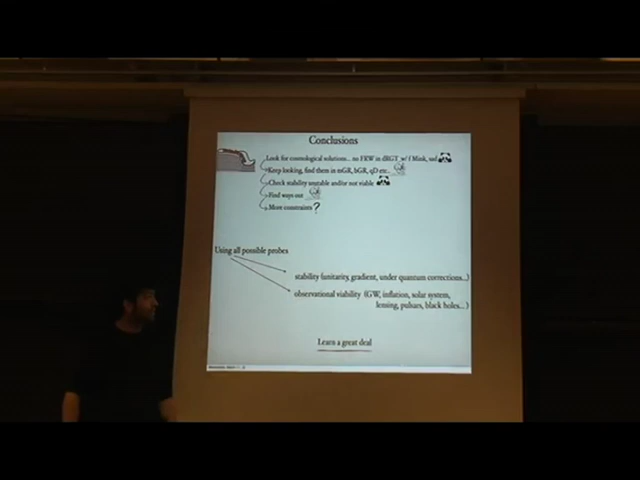 Conclusions
Look for cosmological solutions... no FRW in dRGT w/ f Mink, sad
Keep looking, find them in mGR, bGR, qD etc..
Check stability unstable and/or not viable
Find ways out
More constraints ?
Using all possible probes
stability (unitarity, gradient, under quantum corrections...)
observational viability (GW, inflation, solar system,
lensing, pulsars, black holes... )
Learn a great deal